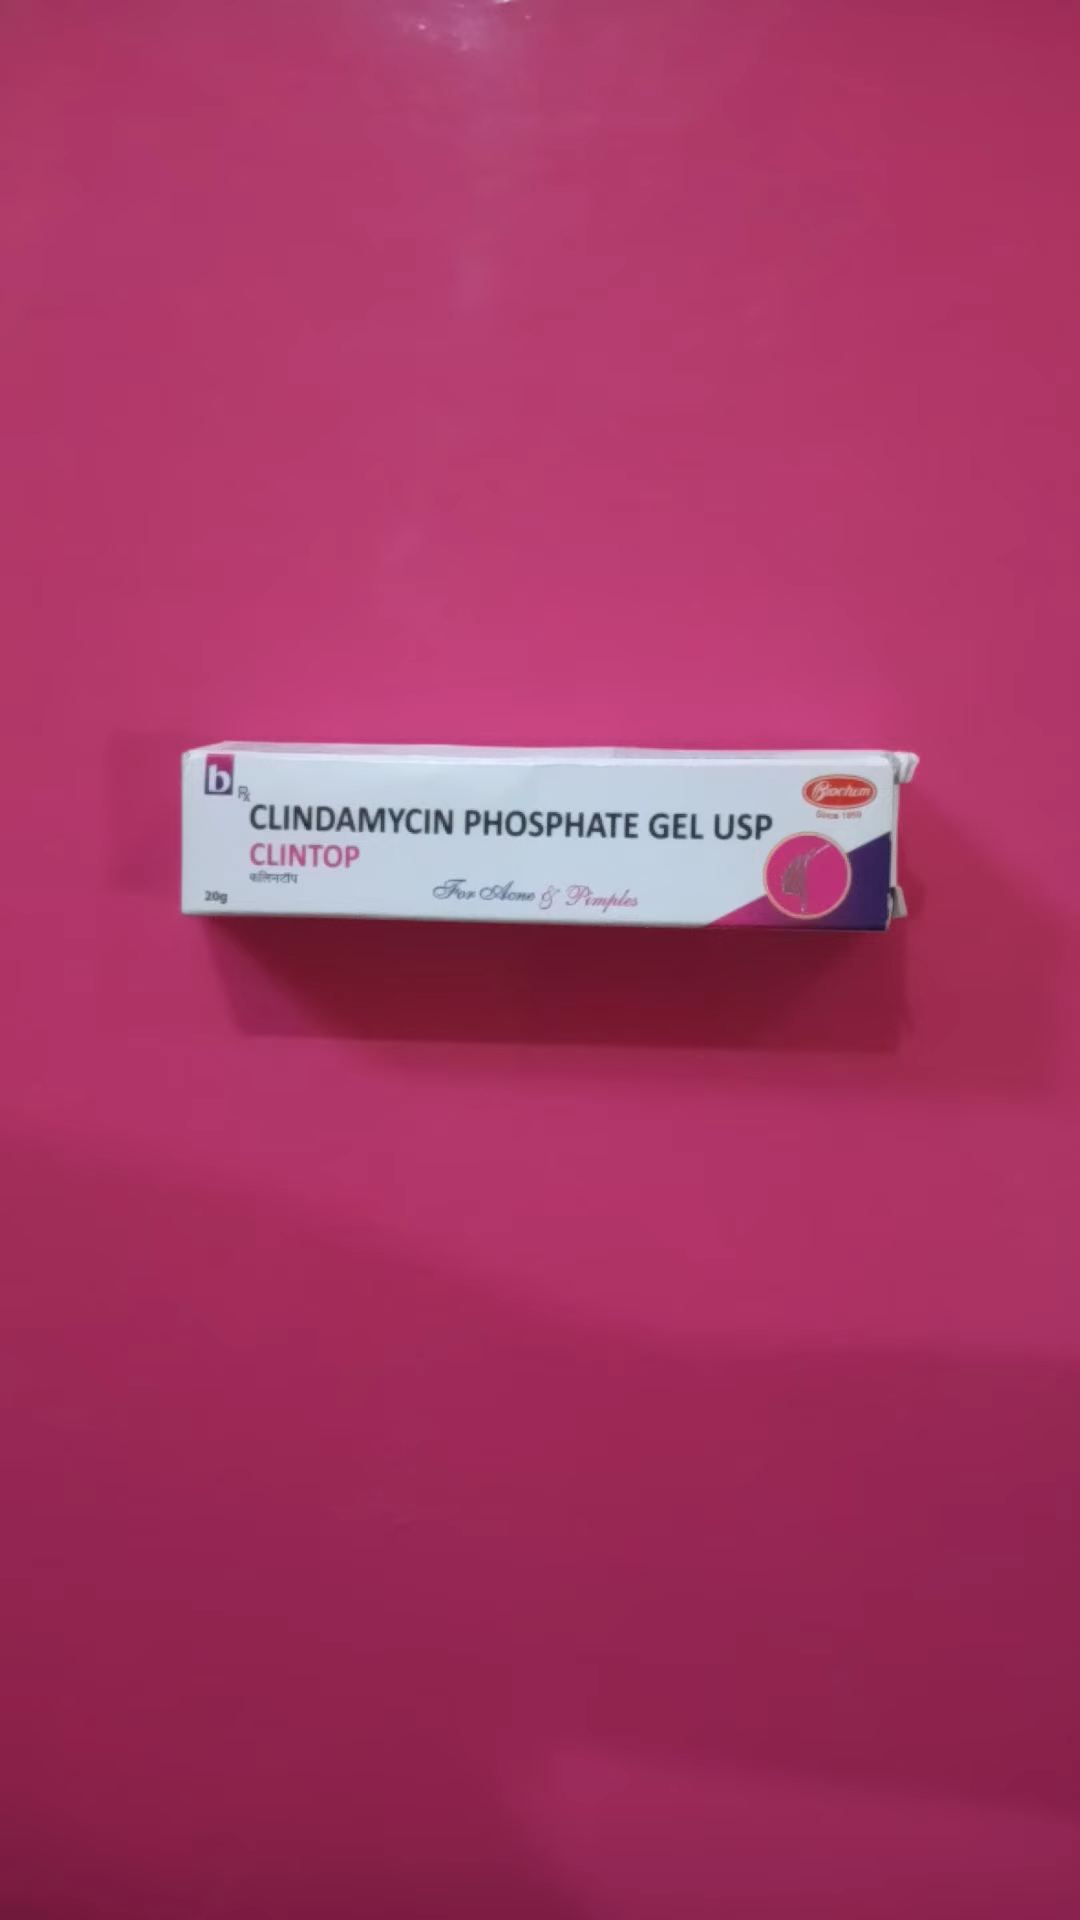 b
Rx
CLINDAMYCIN PHOSPHATE GEL USP
CLINTOP
क्लिनटॉप
20g
For Acne & Pimples
Biochem
Since 1959